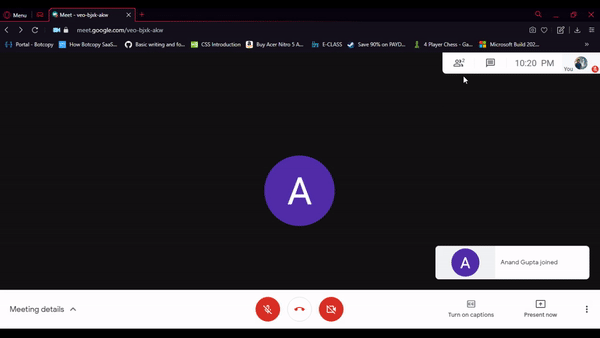 Menu
Meet - veo-bjxk-akw
meet.google.com/veo-bjxk-akw
Portal - Botcopy
How Botcopy SaaS...
Basic writing and fo...
CSS Introduction
Buy Acer Nitro 5 A...
E-CLASS
Save 90% on PAYD...
4 Player Chess - Ga...
Microsoft Build 202...
2
10:20 PM
You
A
A
Anand Gupta joined
Meeting details
Turn on captions
Present now